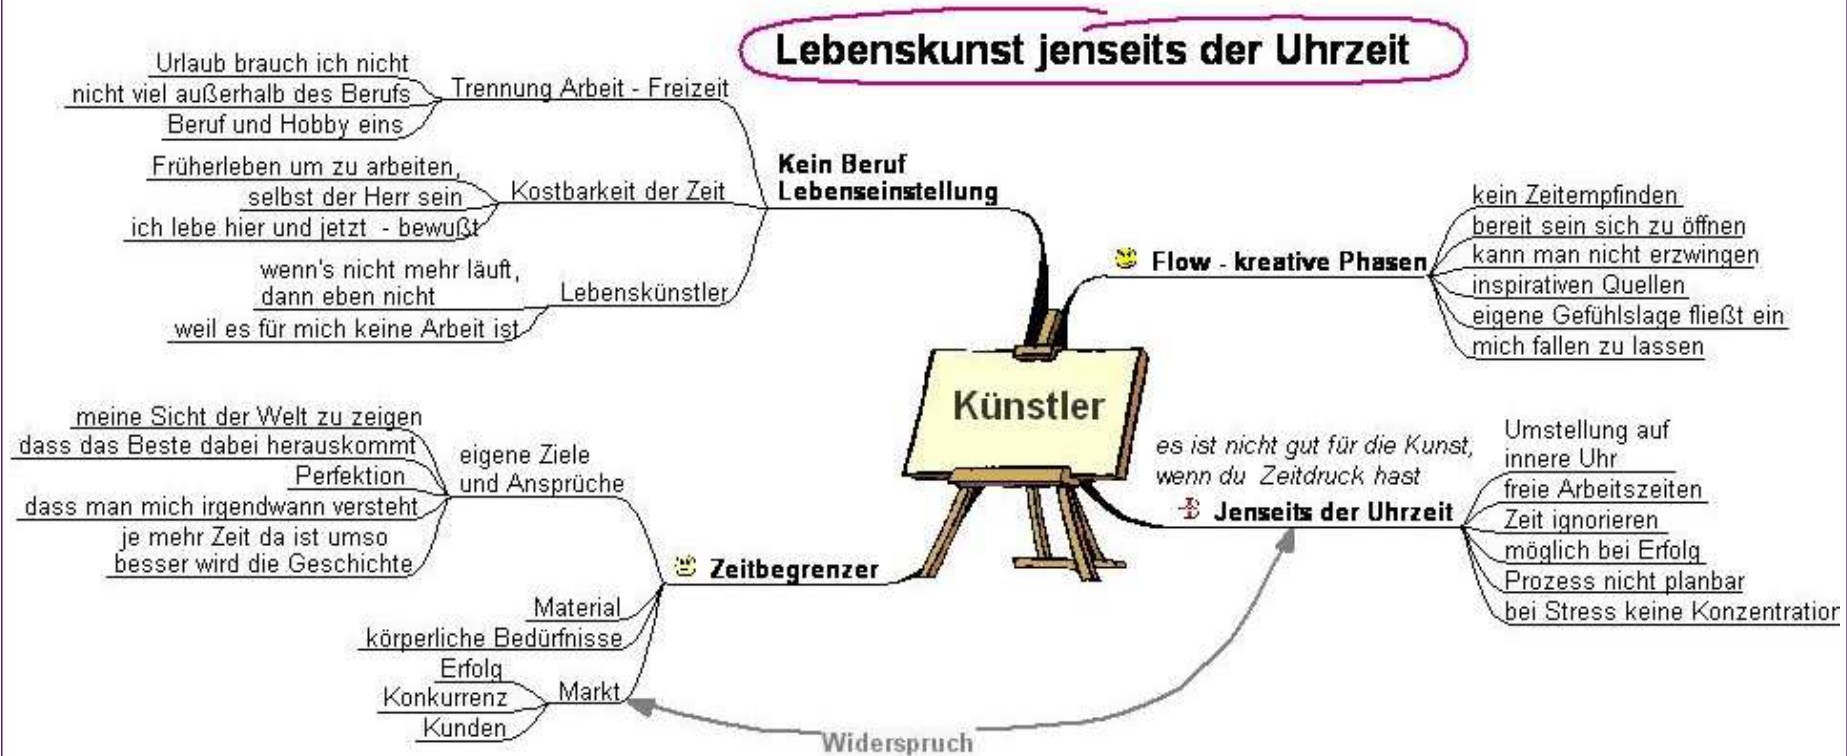 Lebenskunst jenseits der Uhrzeit
Urlaub brauch ich nicht
nicht viel außerhalb des Berufs
Beruf und Hobby eins
Trennung Arbeit - Freizeit
Früherleben um zu arbeiten,
selbst der Herr sein
ich lebe hier und jetzt - bewußt
Kostbarkeit der Zeit
wenn's nicht mehr läuft,
dann eben nicht
weil es für mich keine Arbeit ist
Lebenskünstler
Kein Beruf
Lebenseinstellung
Flow - kreative Phasen
kein Zeitempfinden
bereit sein sich zu öffnen
kann man nicht erzwingen
inspirativen Quellen
eigene Gefühlslage fließt ein
mich fallen zu lassen
Künstler
es ist nicht gut für die Kunst,
wenn du Zeitdruck hast
Jenseits der Uhrzeit
Umstellung auf
innere Uhr
freie Arbeitszeiten
Zeit ignorieren
möglich bei Erfolg
Prozess nicht planbar
bei Stress keine Konzentration
meine Sicht der Welt zu zeigen
dass das Beste dabei herauskommt
Perfektion
dass man mich irgendwann versteht
je mehr Zeit da ist umso
besser wird die Geschichte
eigene Ziele
und Ansprüche
Zeitbegrenzer
Material
körperliche Bedürfnisse
Erfolg
Konkurrenz
Kunden
Markt
Widerspruch